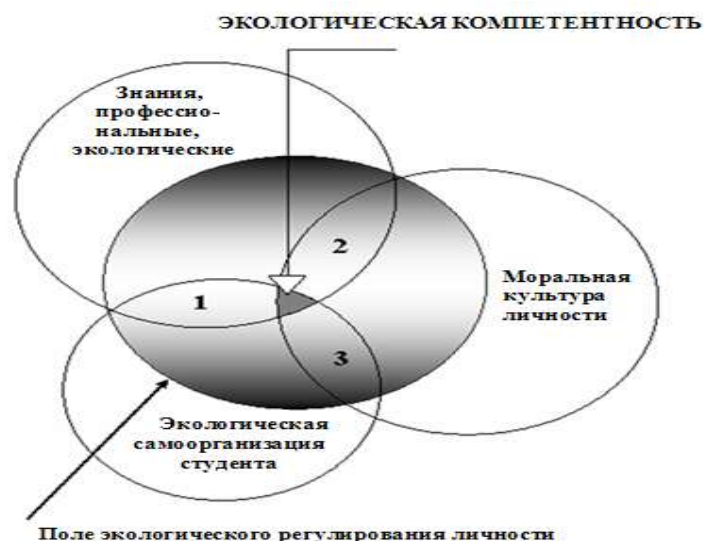 ЭКОЛОГИЧЕСКАЯ КОМПЕТЕНТНОСТЬ
Знания,
профессио-
нальные,
экологические
2
Моральная
культура
личности
1
3
Экологическая
самоорганизация
студента
Поле экологического регулирования личности